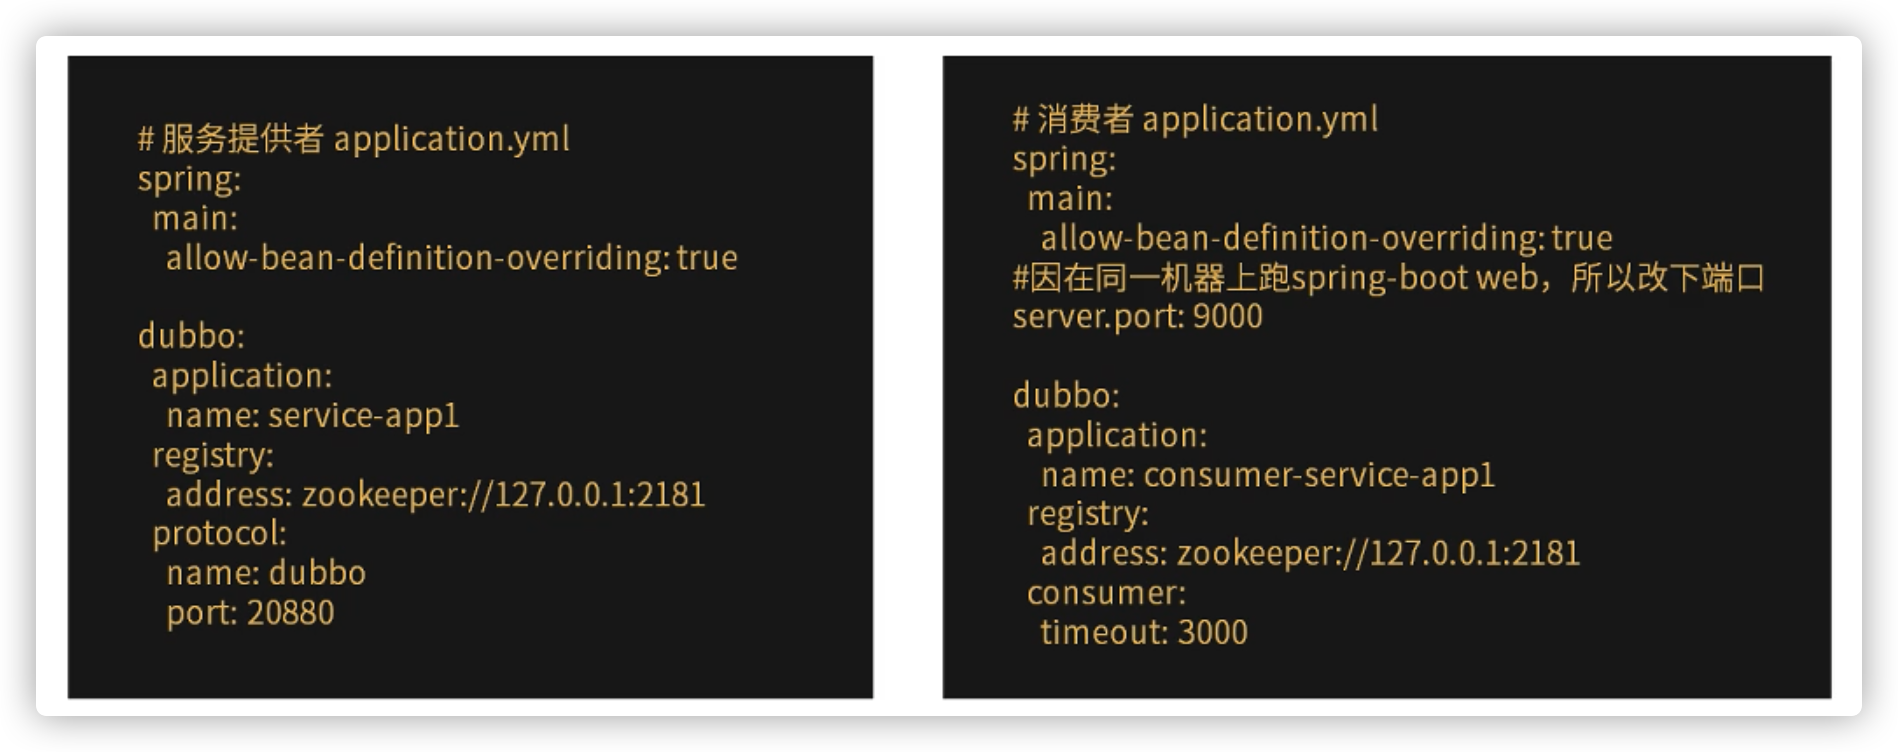 # 服务提供者 application.yml
spring:
  main:
    allow-bean-definition-overriding: true

dubbo:
  application:
    name: service-app1
  registry:
    address: zookeeper://127.0.0.1:2181
  protocol:
    name: dubbo
    port: 20880

# 消费者 application.yml
spring:
  main:
    allow-bean-definition-overriding: true
#因在同一机器上跑spring-boot web，所以改下端口
server.port: 9000

dubbo:
  application:
    name: consumer-service-app1
  registry:
    address: zookeeper://127.0.0.1:2181
  consumer:
    timeout: 3000